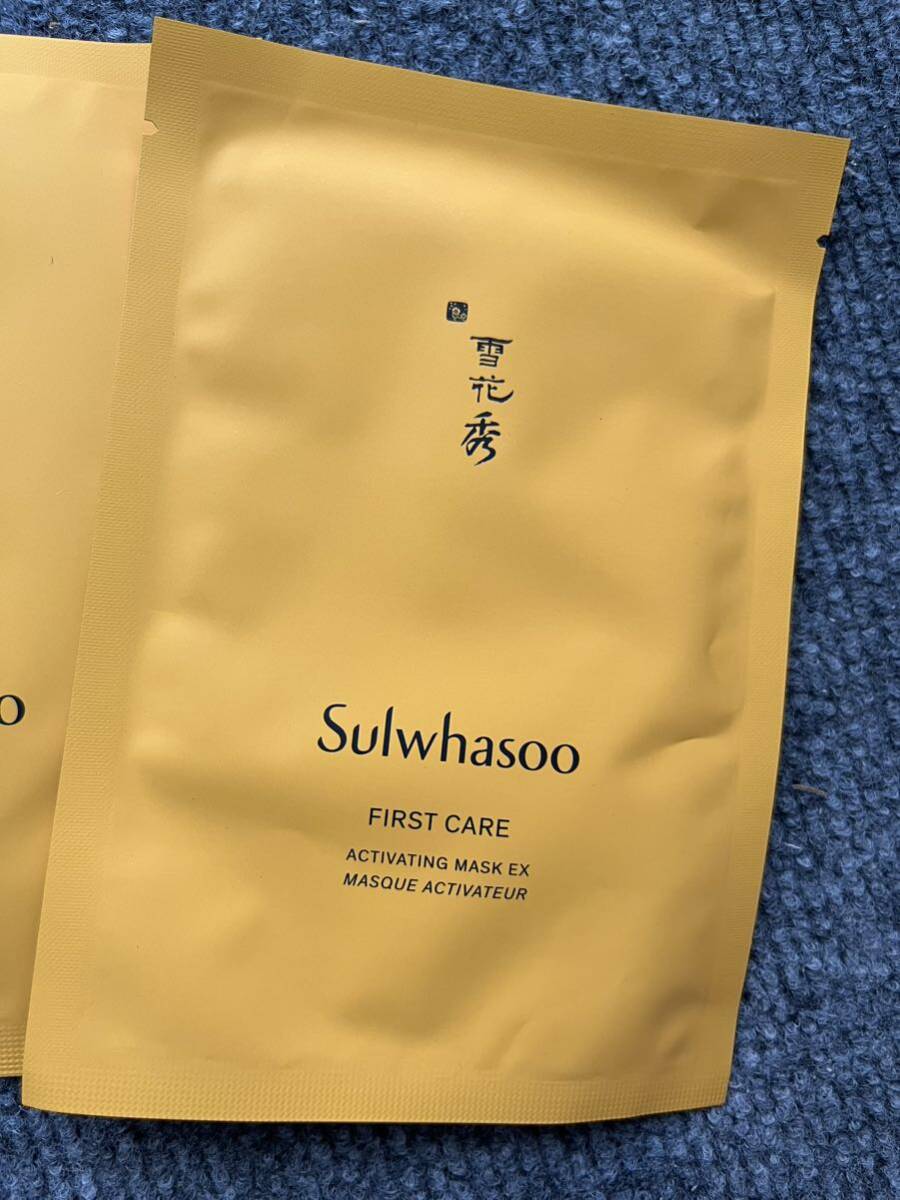 雪花秀
Sulwhasoo
FIRST CARE
ACTIVATING MASK EX
MASQUE ACTIVATEUR
o